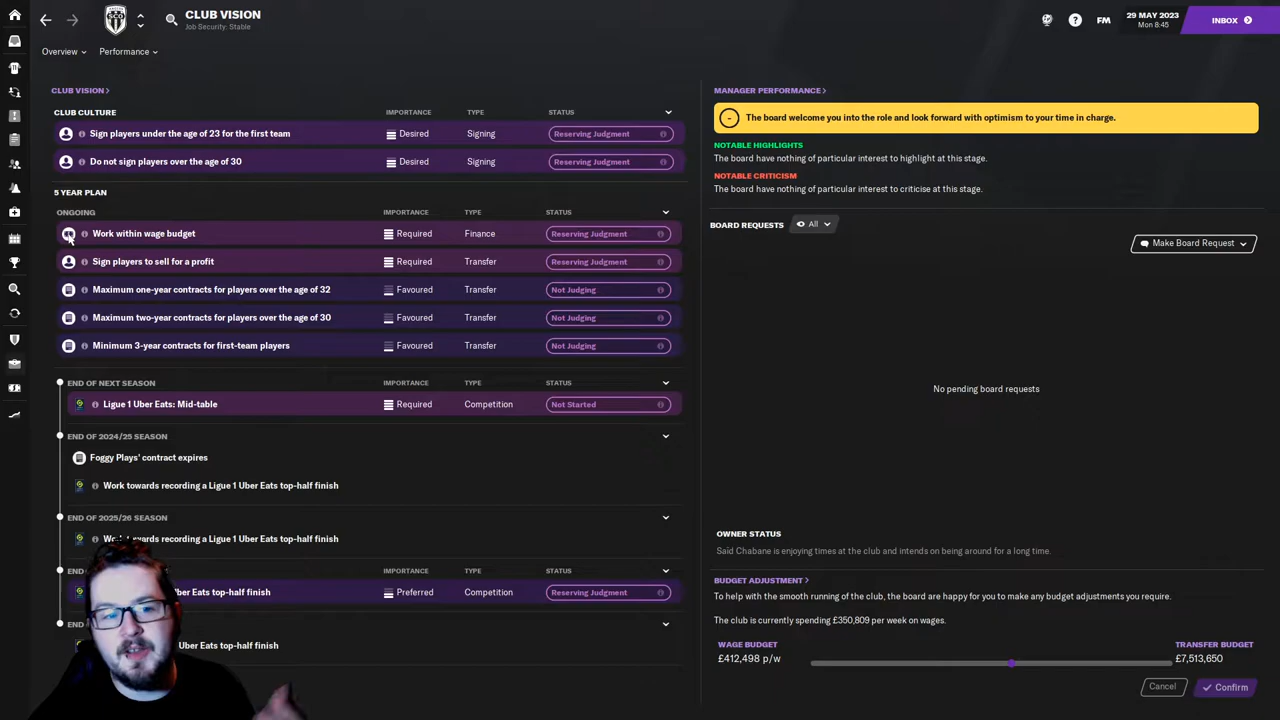 CLUB VISION
Job Security: Stable
SCO
FM
29 MAY 2023
Mon 8:45
INBOX
Overview
Performance
CLUB VISION
CLUB CULTURE IMPORTANCE TYPE STATUS
Sign players under the age of 23 for the first team Desired Signing Reserving Judgment
Do not sign players over the age of 30 Desired Signing Reserving Judgment
5 YEAR PLAN
ONGOING IMPORTANCE TYPE STATUS
Work within wage budget Required Finance Reserving Judgment
Sign players to sell for a profit Required Transfer Reserving Judgment
Maximum one-year contracts for players over the age of 32 Favoured Transfer Not Judging
Maximum two-year contracts for players over the age of 30 Favoured Transfer Not Judging
Minimum 3-year contracts for first-team players Favoured Transfer Not Judging
END OF NEXT SEASON IMPORTANCE TYPE STATUS
Ligue 1 Uber Eats: Mid-table Required Competition Not Started
END OF 2024/25 SEASON
Foggy Plays' contract expires
Work towards recording a Ligue 1 Uber Eats top-half finish
END OF 2025/26 SEASON
towards recording a Ligue 1 Uber Eats top-half finish
END IMPORTANCE TYPE STATUS
Uber Eats top-half finish Preferred Competition Reserving Judgment
END
Uber Eats top-half finish
MANAGER PERFORMANCE
The board welcome you into the role and look forward with optimism to your time in charge.
NOTABLE HIGHLIGHTS
The board have nothing of particular interest to highlight at this stage.
NOTABLE CRITICISM
The board have nothing of particular interest to criticise at this stage.
BOARD REQUESTS All
Make Board Request
No pending board requests
OWNER STATUS
Saïd Chabane is enjoying times at the club and intends on being around for a long time.
BUDGET ADJUSTMENT
To help with the smooth running of the club, the board are happy for you to make any budget adjustments you require.
The club is currently spending £350,809 per week on wages.
WAGE BUDGET TRANSFER BUDGET
£412,498 p/w £7,513,650
Cancel Confirm